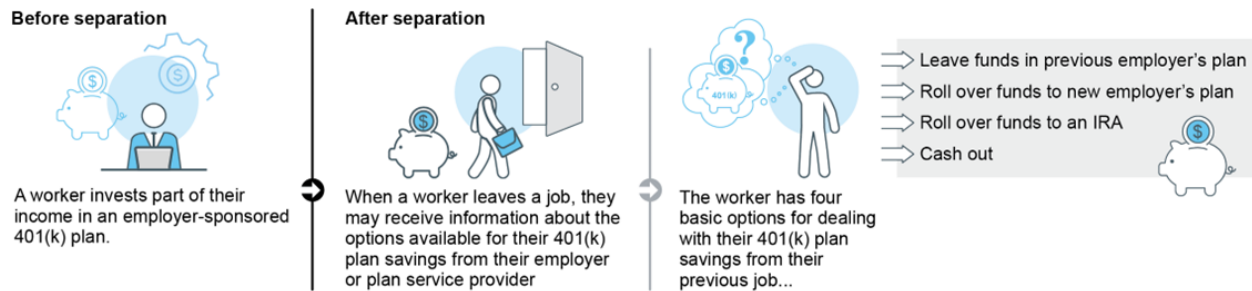 Before separation
$
$
A worker invests part of their
income in an employer-sponsored
401(k) plan.
After separation
$
When a worker leaves a job, they
may receive information about the
options available for their 401(k)
plan savings from their employer
or plan service provider
?
$
401(k)
The worker has four
basic options for dealing
with their 401(k) plan
savings from their
previous job...
Leave funds in previous employer's plan
Roll over funds to new employer's plan
Roll over funds to an IRA
Cash out
$